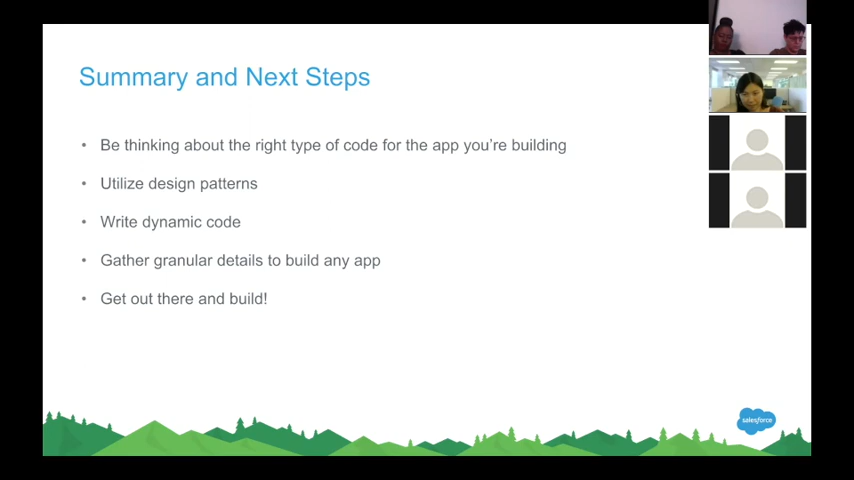 Summary and Next Steps
• Be thinking about the right type of code for the app you're building
• Utilize design patterns
• Write dynamic code
• Gather granular details to build any app
• Get out there and build!
salesforce